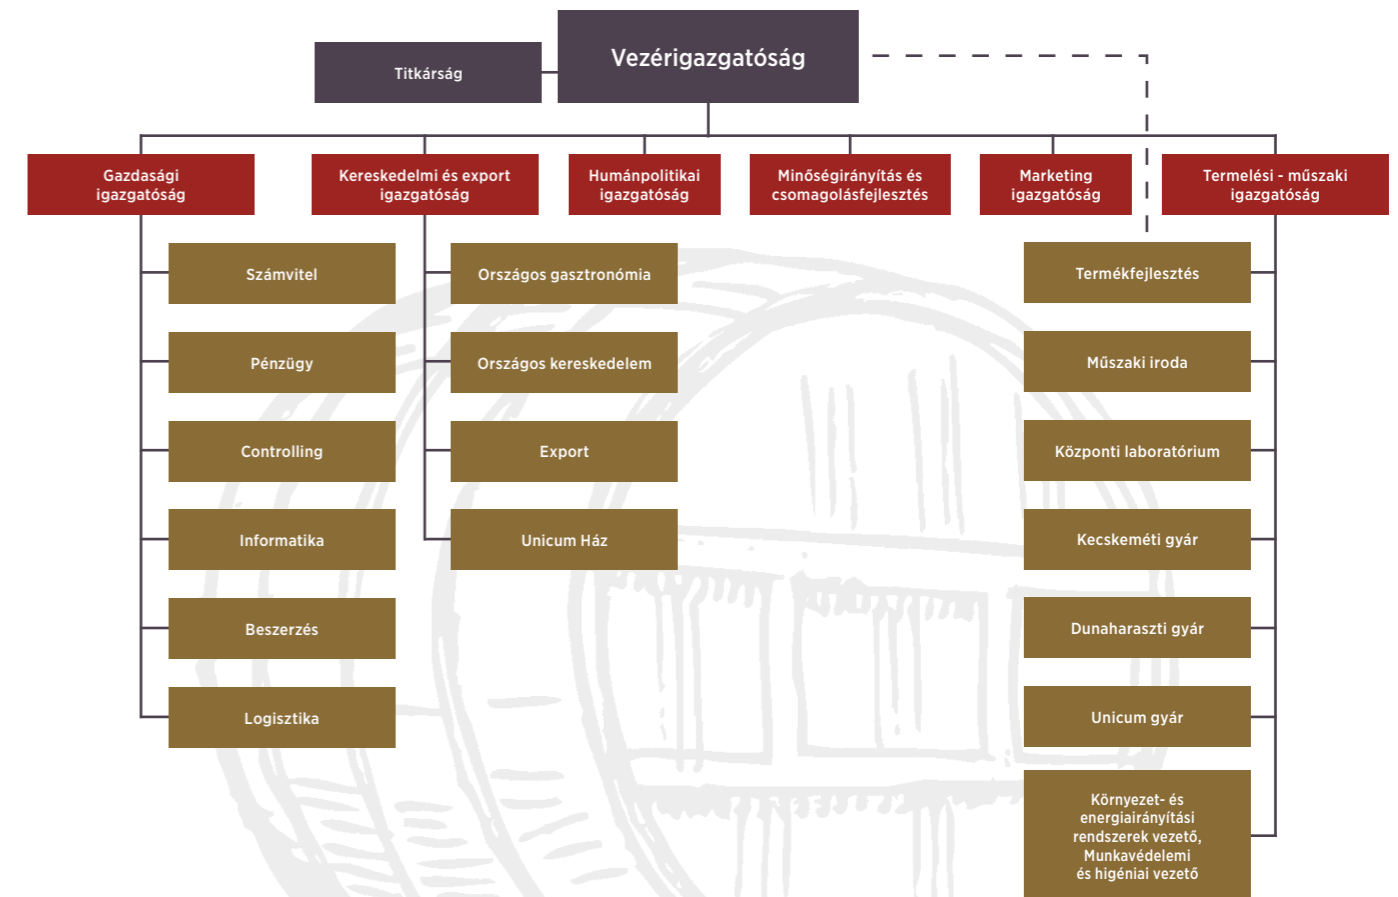 Vezérigazgatóság
Titkárság
Gazdasági
igazgatóság
Kereskedelmi és export
igazgatóság
Humánpolitikai
igazgatóság
Minőségirányítás és
csomagolásfejlesztés
Marketing
igazgatóság
Termelési - műszaki
igazgatóság
Számvitel
Pénzügy
Controlling
Informatika
Beszerzés
Logisztika
Országos gasztronómia
Országos kereskedelem
Export
Unicum Ház
Termékfejlesztés
Műszaki iroda
Központi laboratórium
Kecskeméti gyár
Dunaharaszti gyár
Unicum gyár
Környezet- és
energiairányítási
rendszerek vezető,
Munkavédelemi
és higéniai vezető